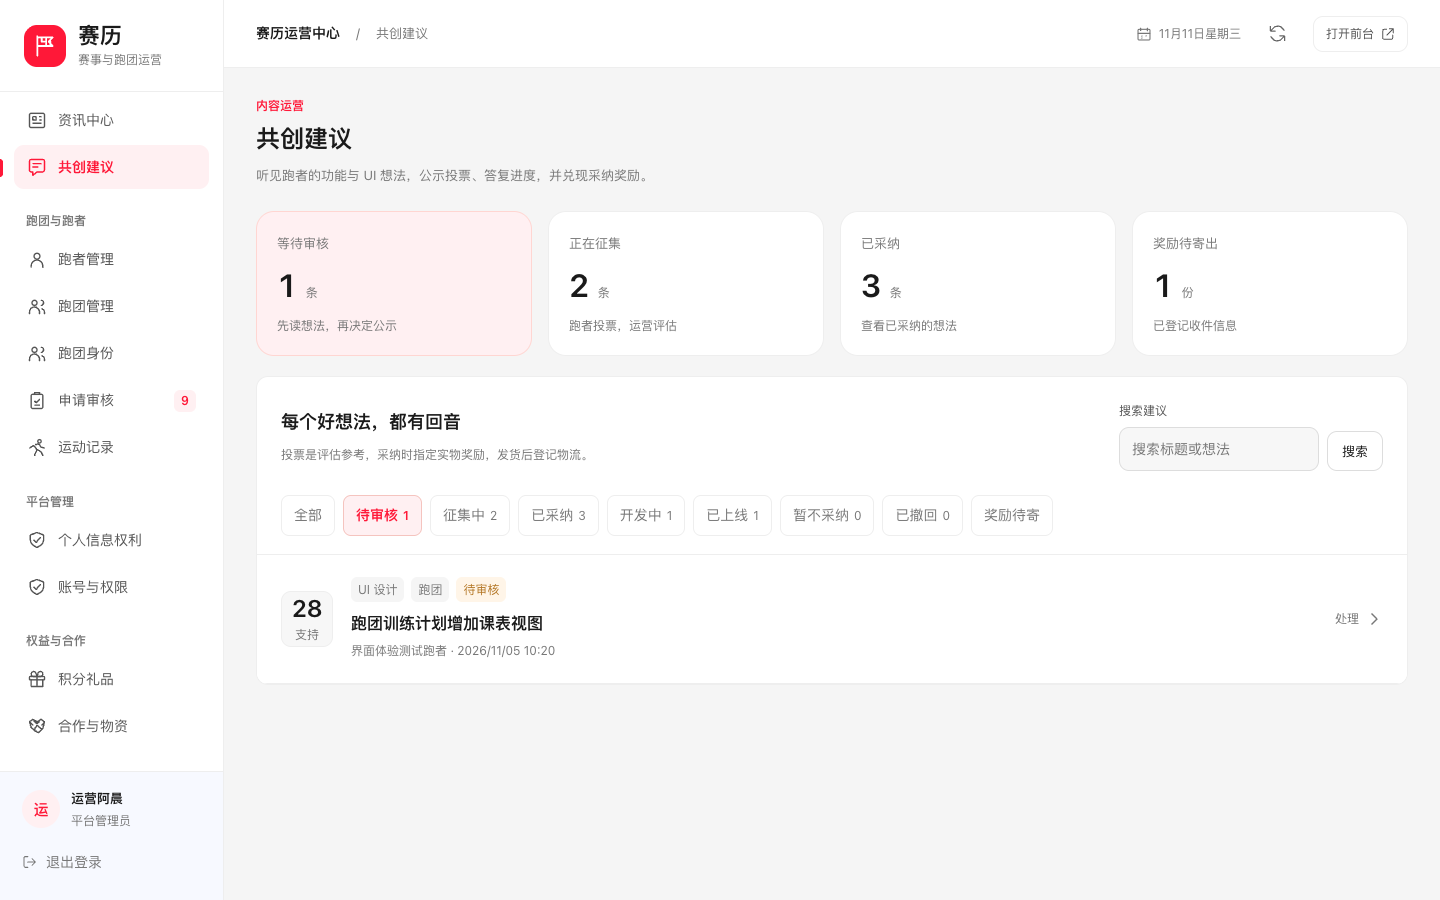 赛历
赛事与跑团运营
资讯中心
共创建议
跑团与跑者
跑者管理
跑团管理
跑团身份
申请审核 9
运动记录
平台管理
个人信息权利
账号与权限
权益与合作
积分礼品
合作与物资
运
运营阿晨
平台管理员
退出登录
赛历运营中心 / 共创建议
11月11日星期三
打开前台
内容运营
共创建议
听见跑者的功能与 UI 想法，公示投票、答复进度，并兑现采纳奖励。
等待审核
1 条
先读想法，再决定公示
正在征集
2 条
跑者投票，运营评估
已采纳
3 条
查看已采纳的想法
奖励待寄出
1 份
已登记收件信息
每个好想法，都有回音
投票是评估参考，采纳时指定实物奖励，发货后登记物流。
搜索建议
搜索标题或想法
搜索
全部
待审核 1
征集中 2
已采纳 3
开发中 1
已上线 1
暂不采纳 0
已撤回 0
奖励待寄
28
支持
UI 设计
跑团
待审核
跑团训练计划增加课表视图
界面体验测试跑者 · 2026/11/05 10:20
处理